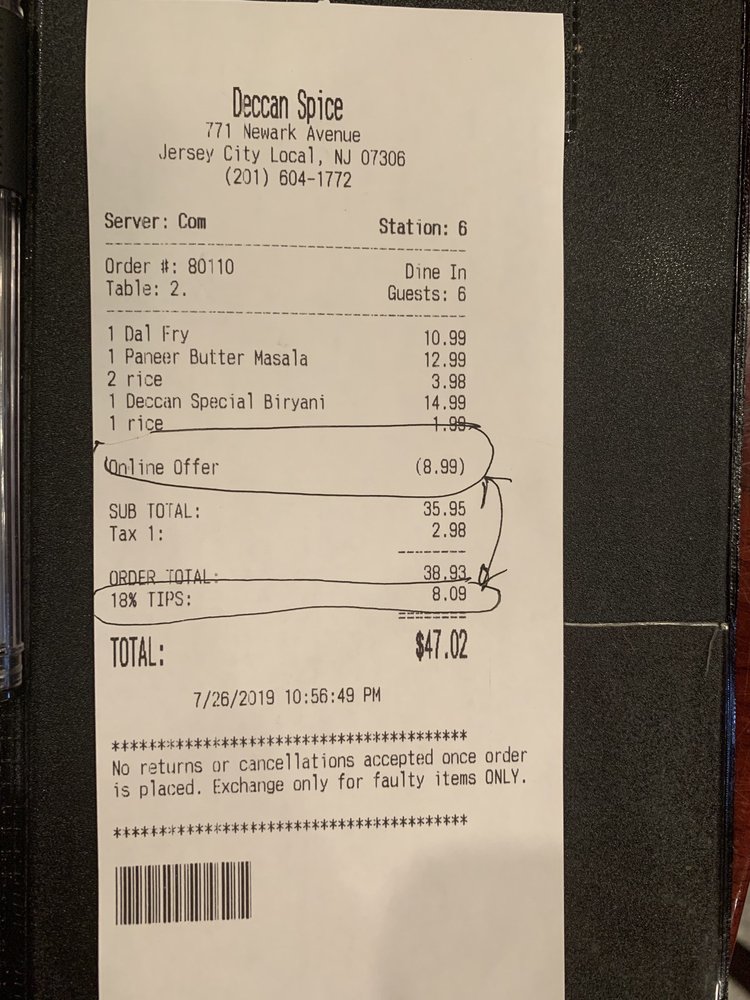 Deccan Spice
771 Newark Avenue
Jersey City Local, NJ 07306
(201) 604-1772
Server: Com Station: 6
Order #: 80110 Dine In
Table: 2. Guests: 6
1 Dal Fry 10.99
1 Paneer Butter Masala 12.99
2 rice 3.98
1 Deccan Special Biryani 14.99
1 rice 1.99
Online Offer (8.99)
SUB TOTAL: 35.95
Tax 1: 2.98
ORDER TOTAL: 38.93
18% TIPS: 8.09
TOTAL: $47.02
7/26/2019 10:56:49 PM
****************************************
No returns or cancellations accepted once order
is placed. Exchange only for faulty items ONLY.
****************************************